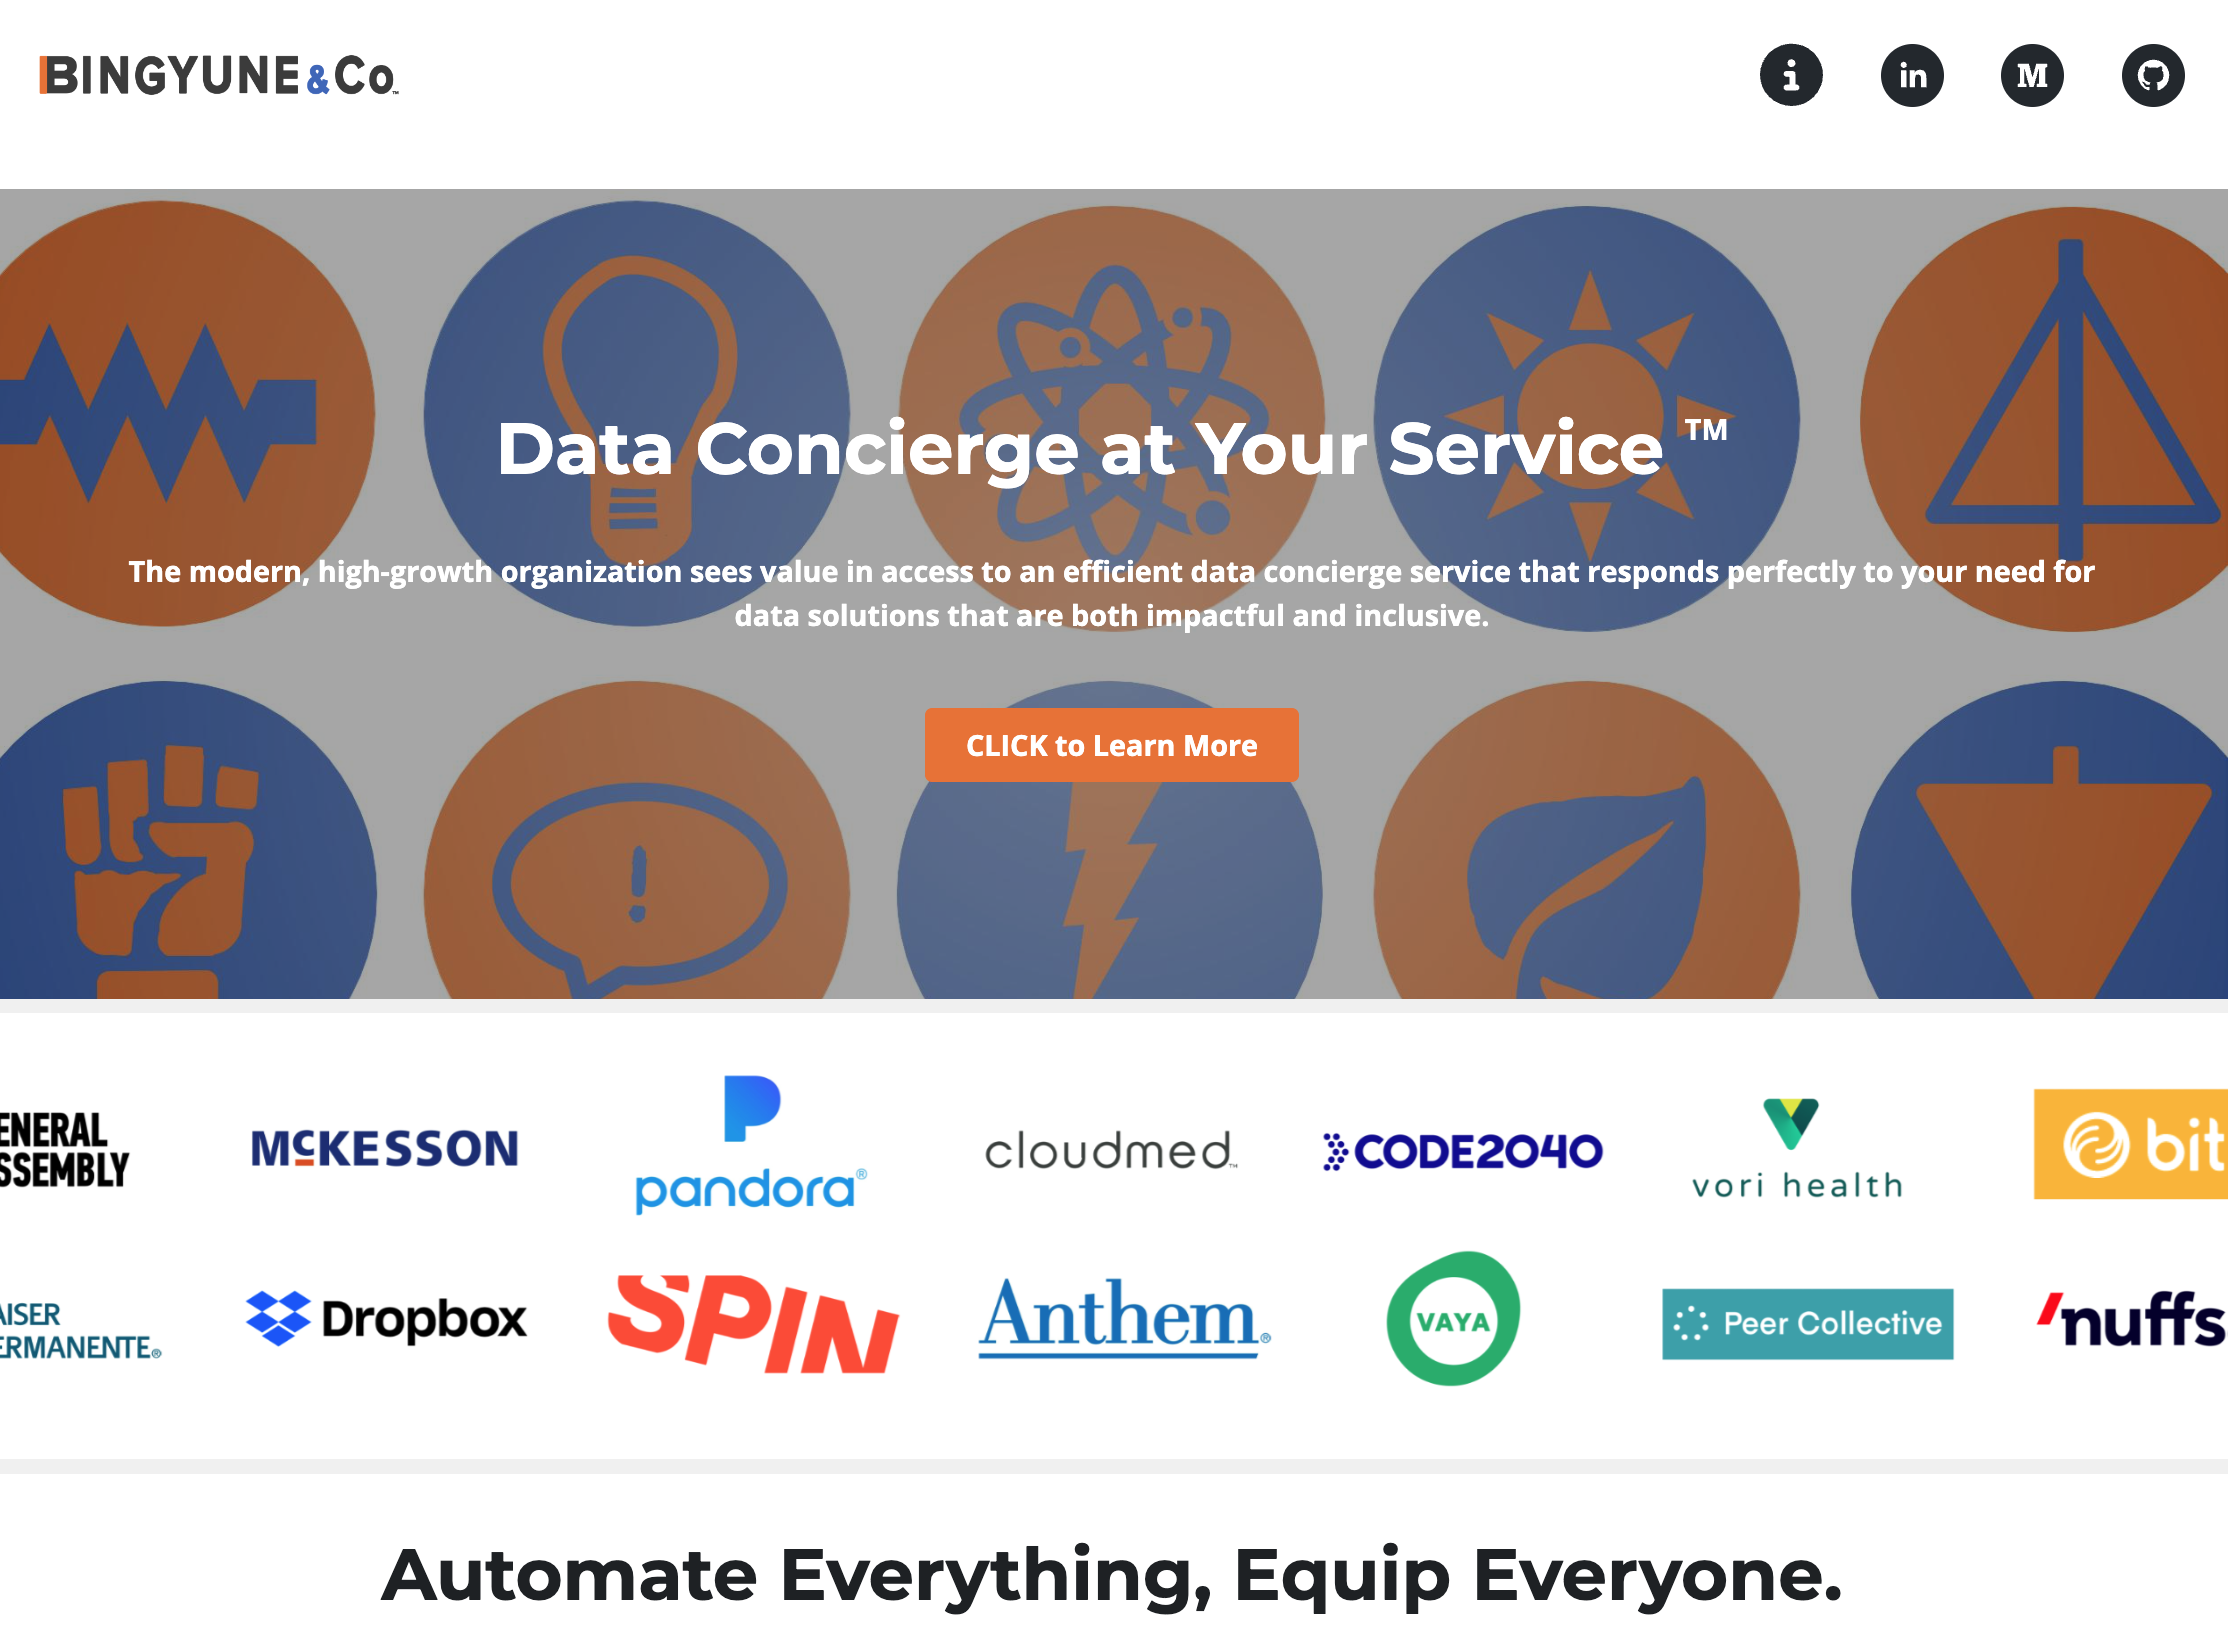 BINGYUNE&Co™
in
M
Data Concierge at Your Service ™
The modern, high-growth organization sees value in access to an efficient data concierge service that responds perfectly to your need for
data solutions that are both impactful and inclusive.
CLICK to Learn More
!
ENERAL
SSEMBLY
McKESSON
pandora®
cloudmed™
CODE2040
vori health
bit
AISER
ERMANENTE®
Dropbox
SPIN
Anthem®
VAYA
Peer Collective
'nuffs
Automate Everything, Equip Everyone.